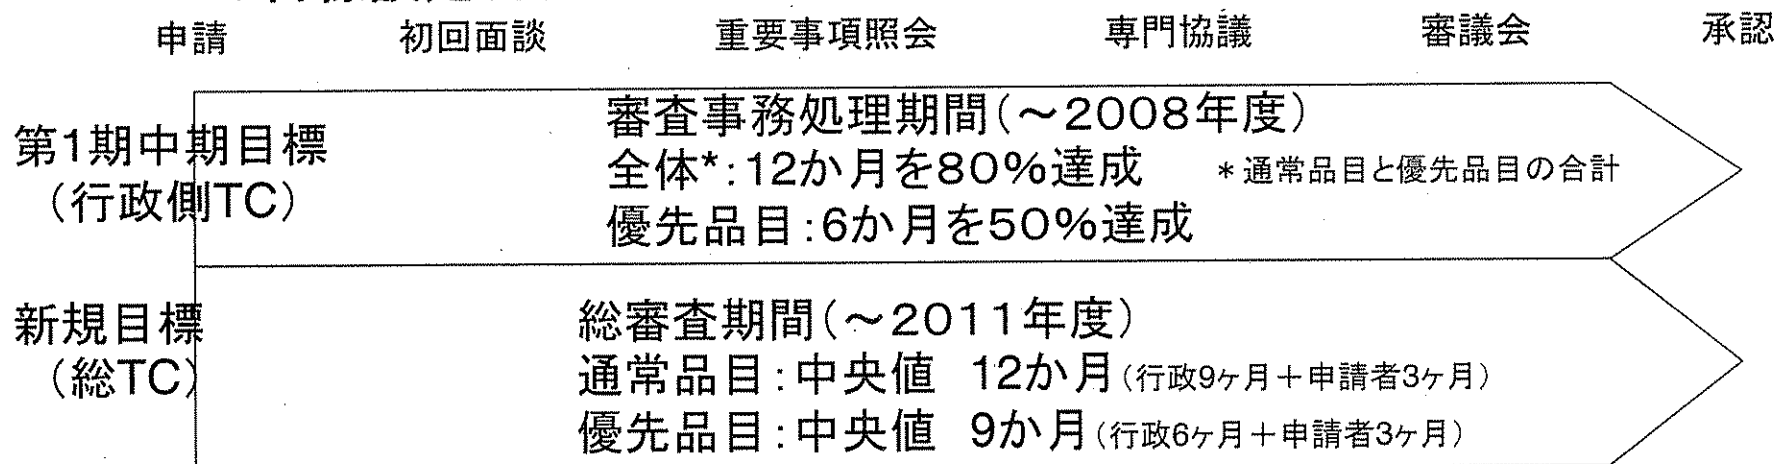 申請 初回面談 重要事項照会 専門協議 審議会 承認
第1期中期目標
（行政側TC）
審査事務処理期間（～2008年度）
全体*：12か月を80%達成 *通常品目と優先品目の合計
優先品目：6か月を50%達成
新規目標
（総TC）
総審査期間（～2011年度）
通常品目：中央値 12か月（行政9ヶ月＋申請者3ヶ月）
優先品目：中央値 9か月（行政6ヶ月＋申請者3ヶ月）